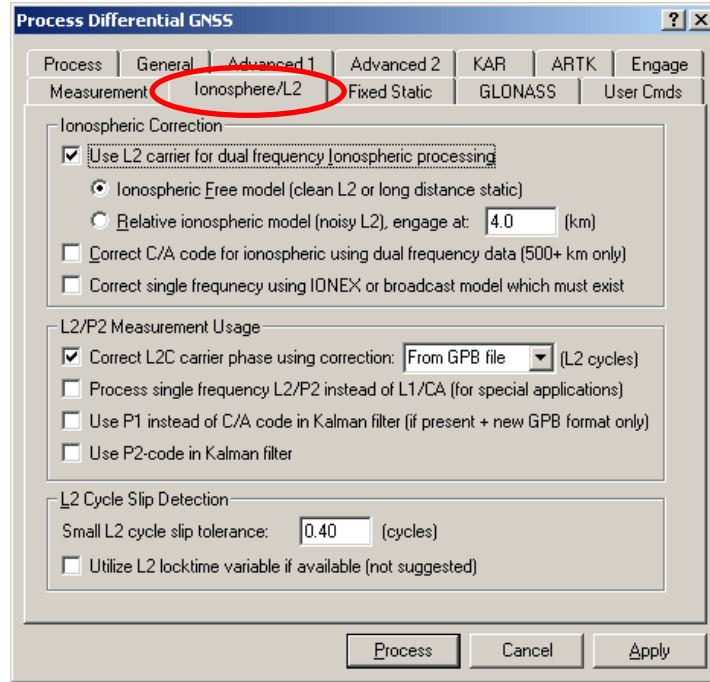 Process Differential GNSS
Process General Advanced 1 Advanced 2 KAR ARTK Engage
Measurement Ionosphere/L2 Fixed Static GLONASS User Cmds
Ionospheric Correction
Use L2 carrier for dual frequency Ionospheric processing
Ionospheric Free model (clean L2 or long distance static)
Relative ionospheric model (noisy L2), engage at: 4.0 (km)
Correct C/A code for ionospheric using dual frequency data (500+ km only)
Correct single frequnecy using IONEX or broadcast model which must exist
L2/P2 Measurement Usage
Correct L2C carrier phase using correction: From GPB file (L2 cycles)
Process single frequency L2/P2 instead of L1/CA (for special applications)
Use P1 instead of C/A code in Kalman filter (if present + new GPB format only)
Use P2-code in Kalman filter
L2 Cycle Slip Detection
Small L2 cycle slip tolerance: 0.40 (cycles)
Utilize L2 locktime variable if available (not suggested)
Process Cancel Apply